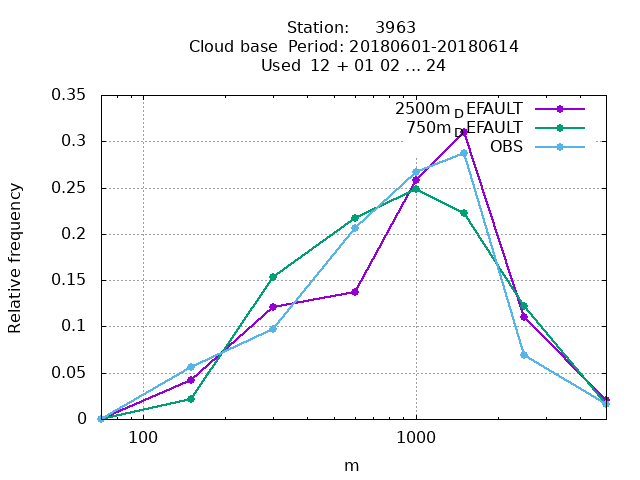 Station: 3963
Cloud base Period: 20180601-20180614
Used 12 + 01 02 ... 24
0.35
2500m_DEFAULT
750m_DEFAULT
OBS
0.3
0.25
0.2
0.15
0.1
0.05
0
Relative frequency
100
1000
m